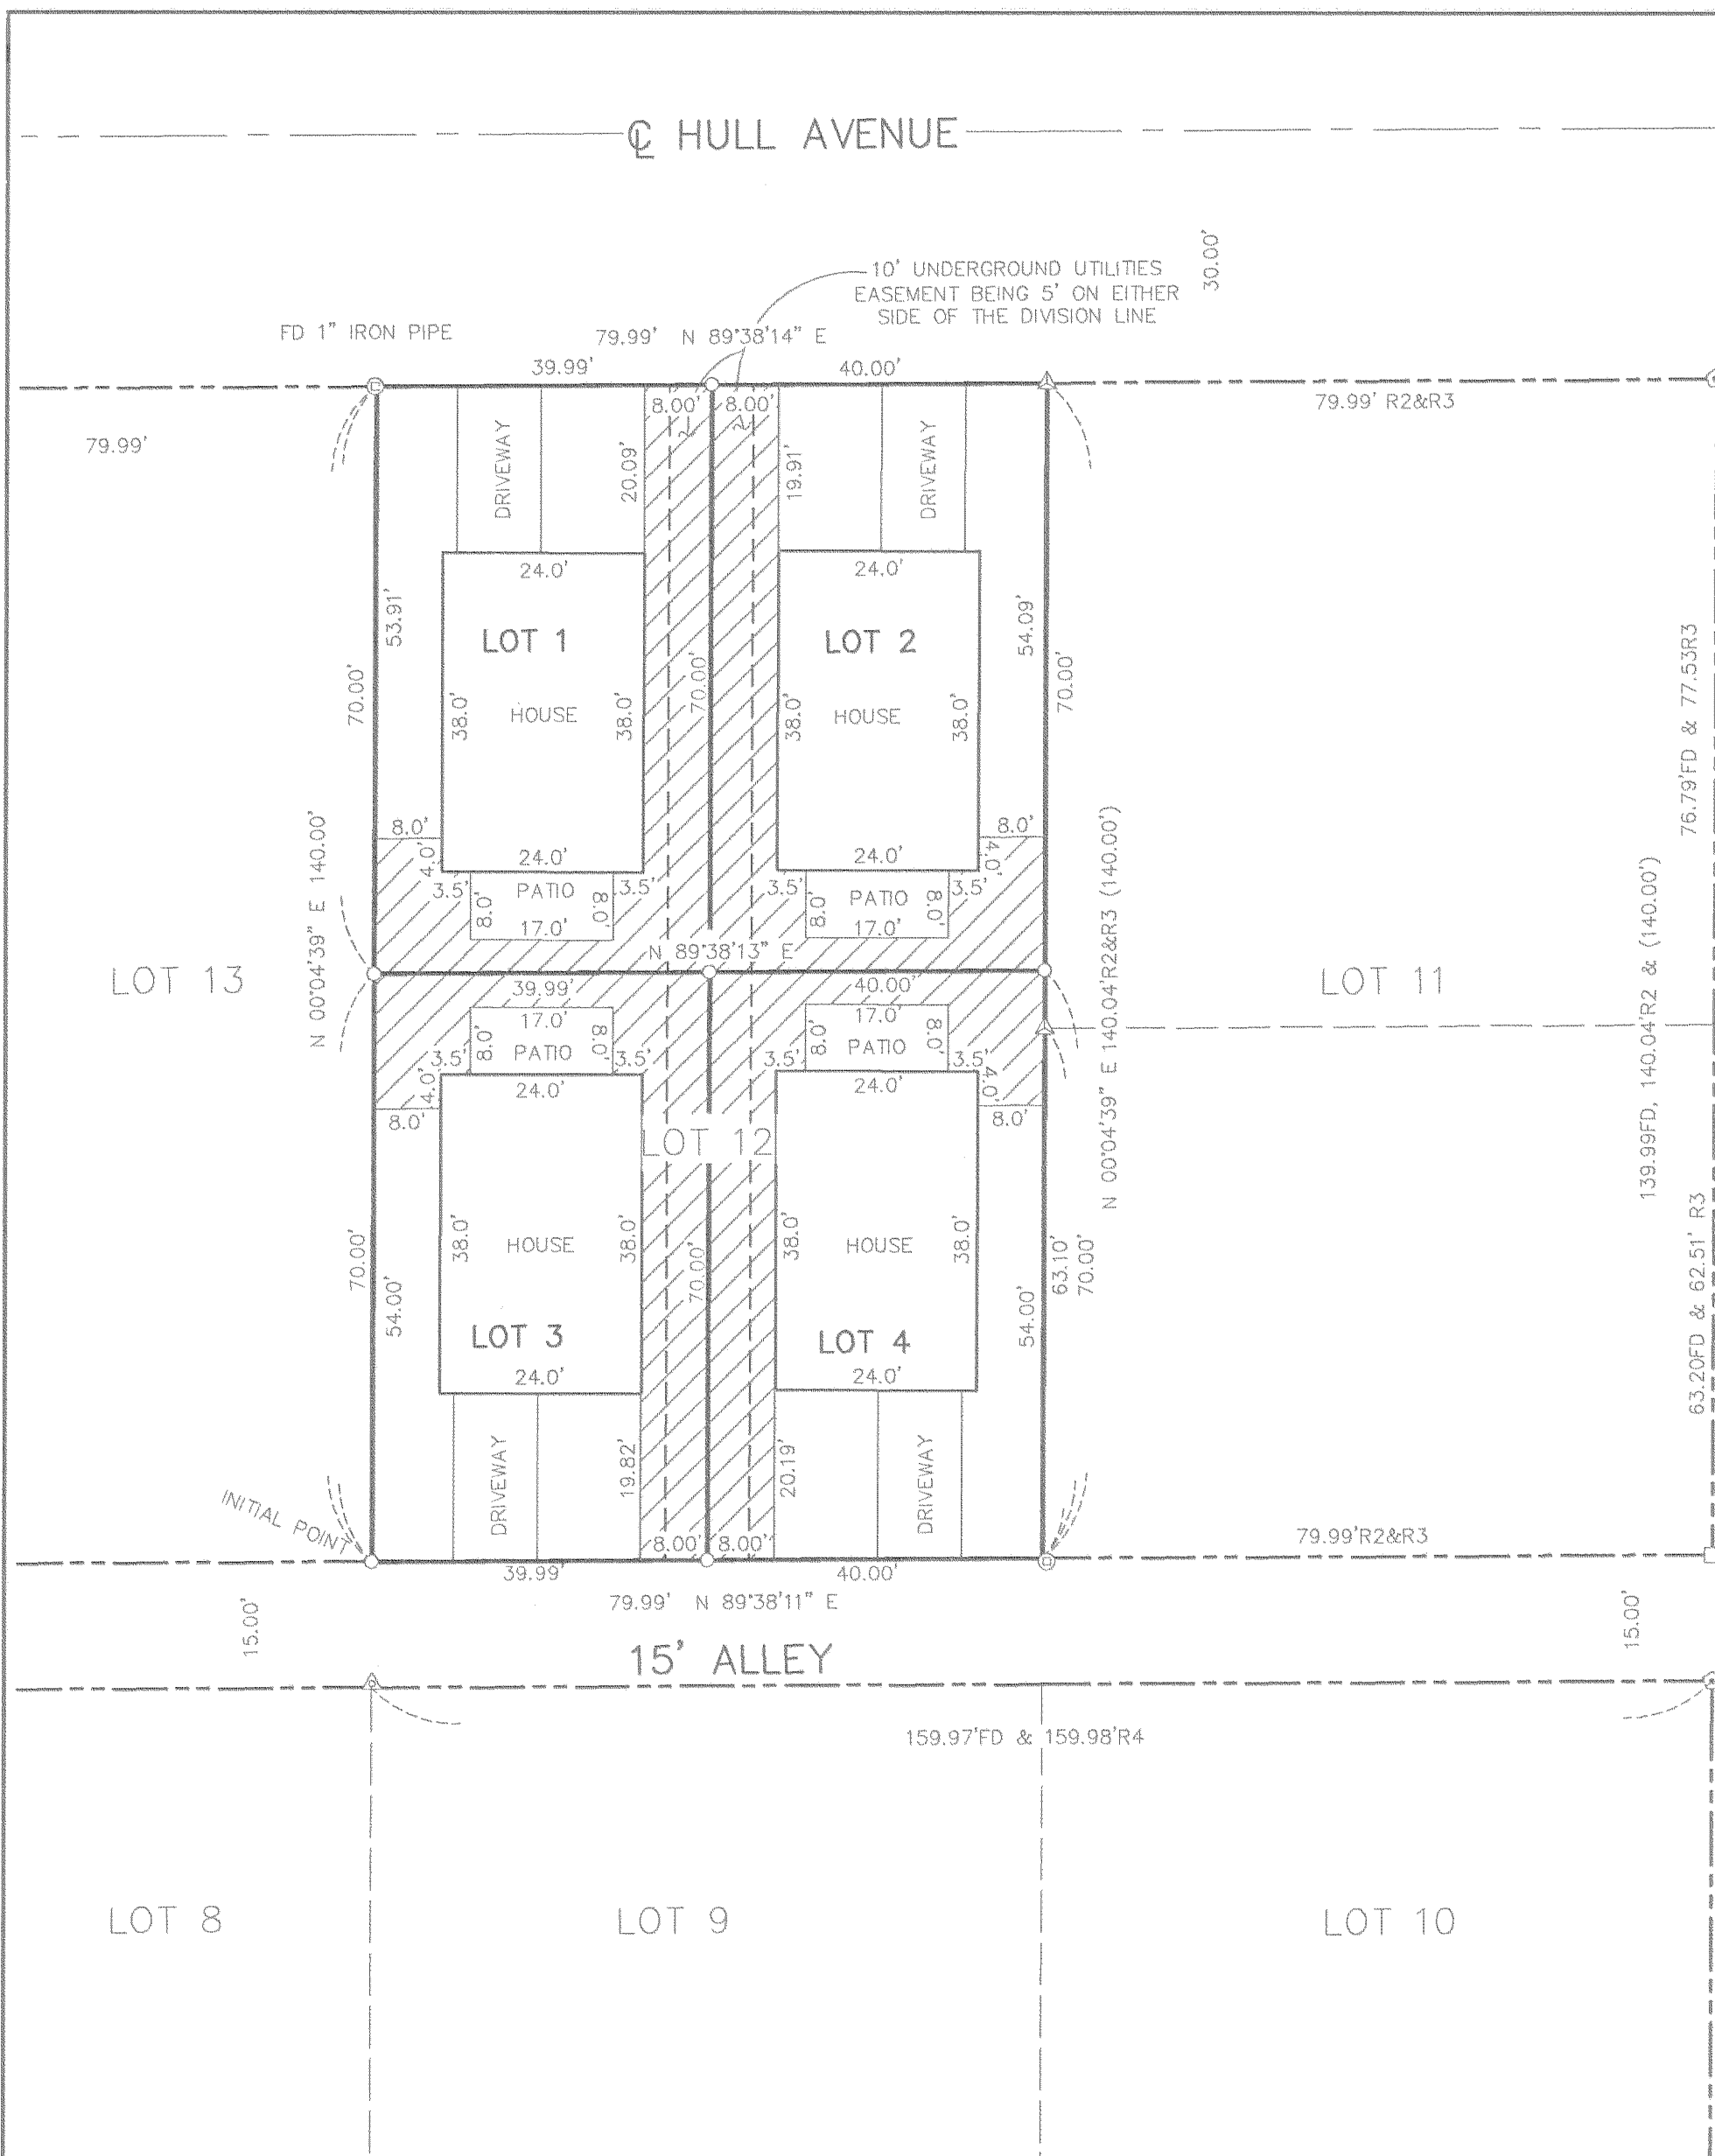 ℄ HULL AVENUE
30.00'
10' UNDERGROUND UTILITIES
EASEMENT BEING 5' ON EITHER
SIDE OF THE DIVISION LINE
FD 1" IRON PIPE
79.99' N 89°38'14" E
39.99'
40.00'
79.99' R2&R3
79.99'
8.00'
8.00'
DRIVEWAY
20.09'
19.91'
DRIVEWAY
24.0'
24.0'
53.91'
LOT 1
LOT 2
54.09'
70.00'
38.0'
HOUSE
38.0'
70.00'
38.0'
HOUSE
38.0'
70.00'
76.79'FD & 77.53R3
N 00°04'39" E 140.00'
8.0'
4.0'
24.0'
24.0'
4.0'
8.0'
3.5'
8.0'
PATIO
8.0'
3.5'
3.5'
8.0'
PATIO
8.0'
3.5'
17.0'
17.0'
N 89°38'13" E
LOT 13
39.99'
40.00'
LOT 11
N 00°04'39" E 140.04'R2&R3 (140.00')
139.99FD, 140.04'R2 & (140.00')
17.0'
17.0'
3.5'
8.0'
PATIO
8.0'
3.5'
3.5'
8.0'
PATIO
8.0'
3.5'
4.0'
24.0'
24.0'
4.0'
8.0'
8.0'
LOT 12
70.00'
38.0'
HOUSE
38.0'
70.00'
38.0'
HOUSE
38.0'
63.10'
70.00'
54.00'
54.00'
63.20FD & 62.51' R3
LOT 3
LOT 4
24.0'
24.0'
DRIVEWAY
19.82'
20.19'
DRIVEWAY
INITIAL POINT
8.00'
8.00'
79.99'R2&R3
39.99'
40.00'
79.99' N 89°38'11" E
15.00'
15.00'
15' ALLEY
159.97'FD & 159.98'R4
LOT 8
LOT 9
LOT 10